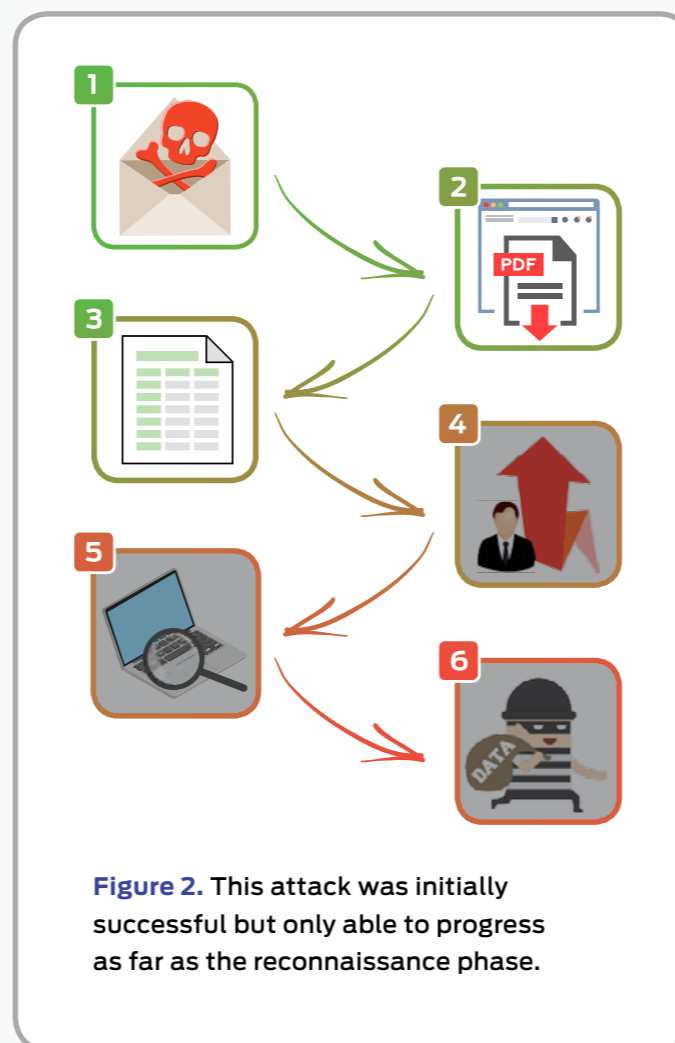 1
2
PDF
3
4
5
6
DATA
Figure 2. This attack was initially
successful but only able to progress
as far as the reconnaissance phase.